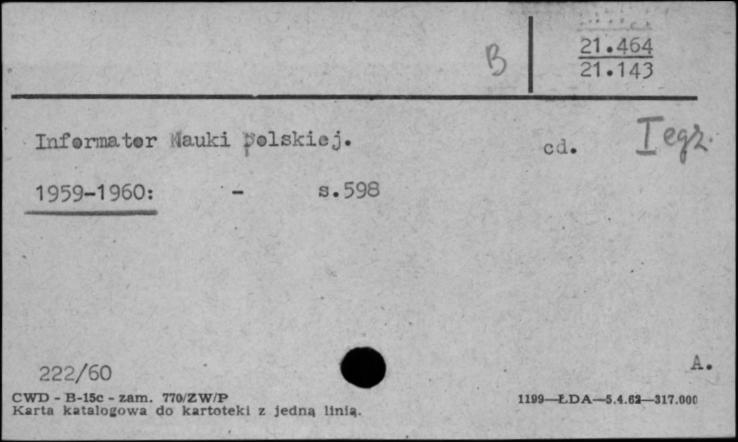 B
21.464
21.143
Informator Nauki polskiej. cd. I egz.
1959-1960: - s.598
222/60 A.
CWD - B-15c - zam. 770/ZW/P 1199—ŁDA—5.4.62—317.000
Karta katalogowa do kartoteki z jedną linią.